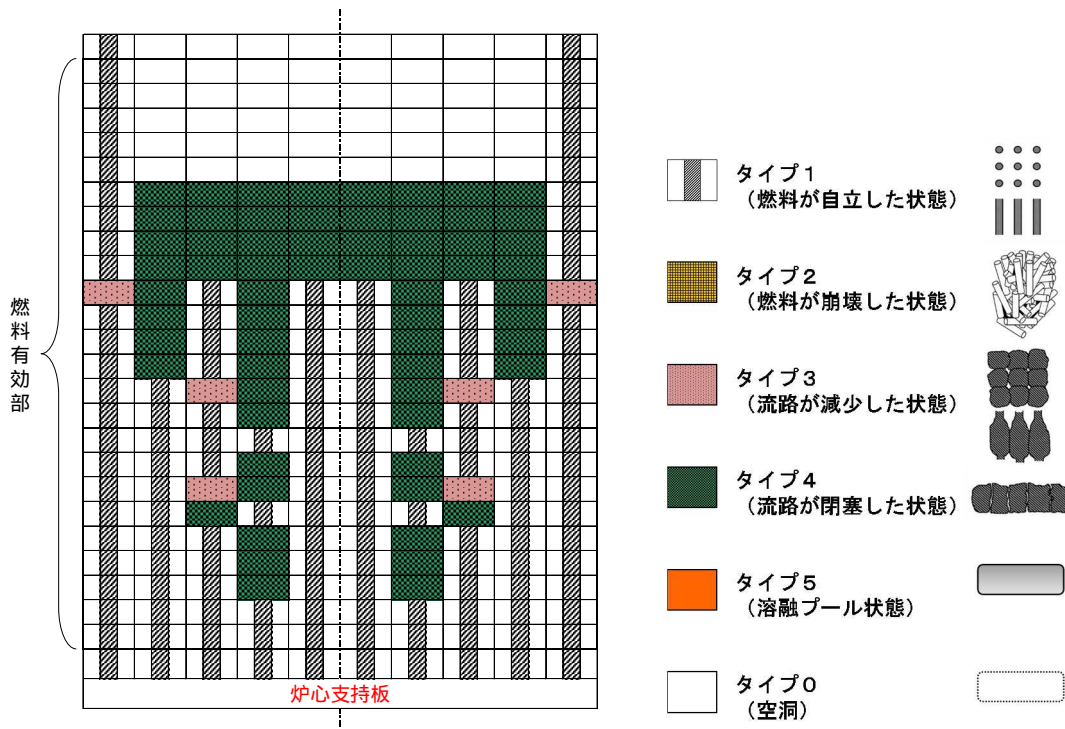 燃料有効部
炉心支持板
タイプ1
(燃料が自立した状態)
タイプ2
(燃料が崩壊した状態)
タイプ3
(流路が減少した状態)
タイプ4
(流路が閉塞した状態)
タイプ5
(溶融プール状態)
タイプ0
(空洞)